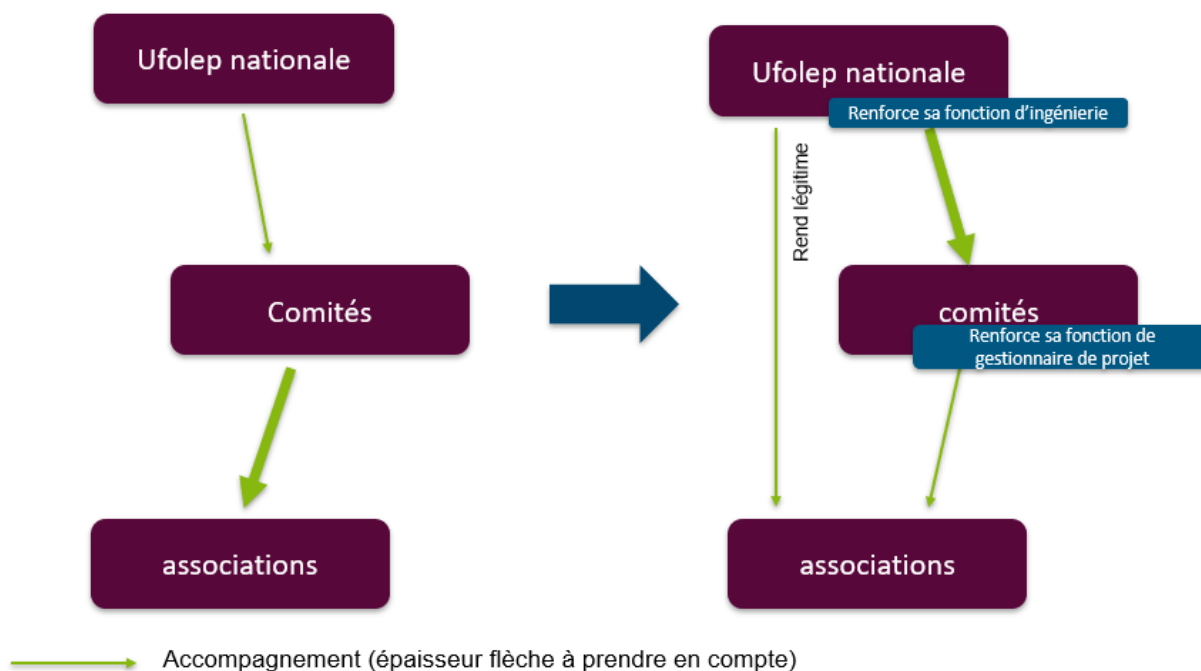 Ufolep nationale
Comités
associations
Ufolep nationale
Renforce sa fonction d'ingénierie
Rend légitime
comités
Renforce sa fonction de
gestionnaire de projet
associations
Accompagnement (épaisseur flèche à prendre en compte)